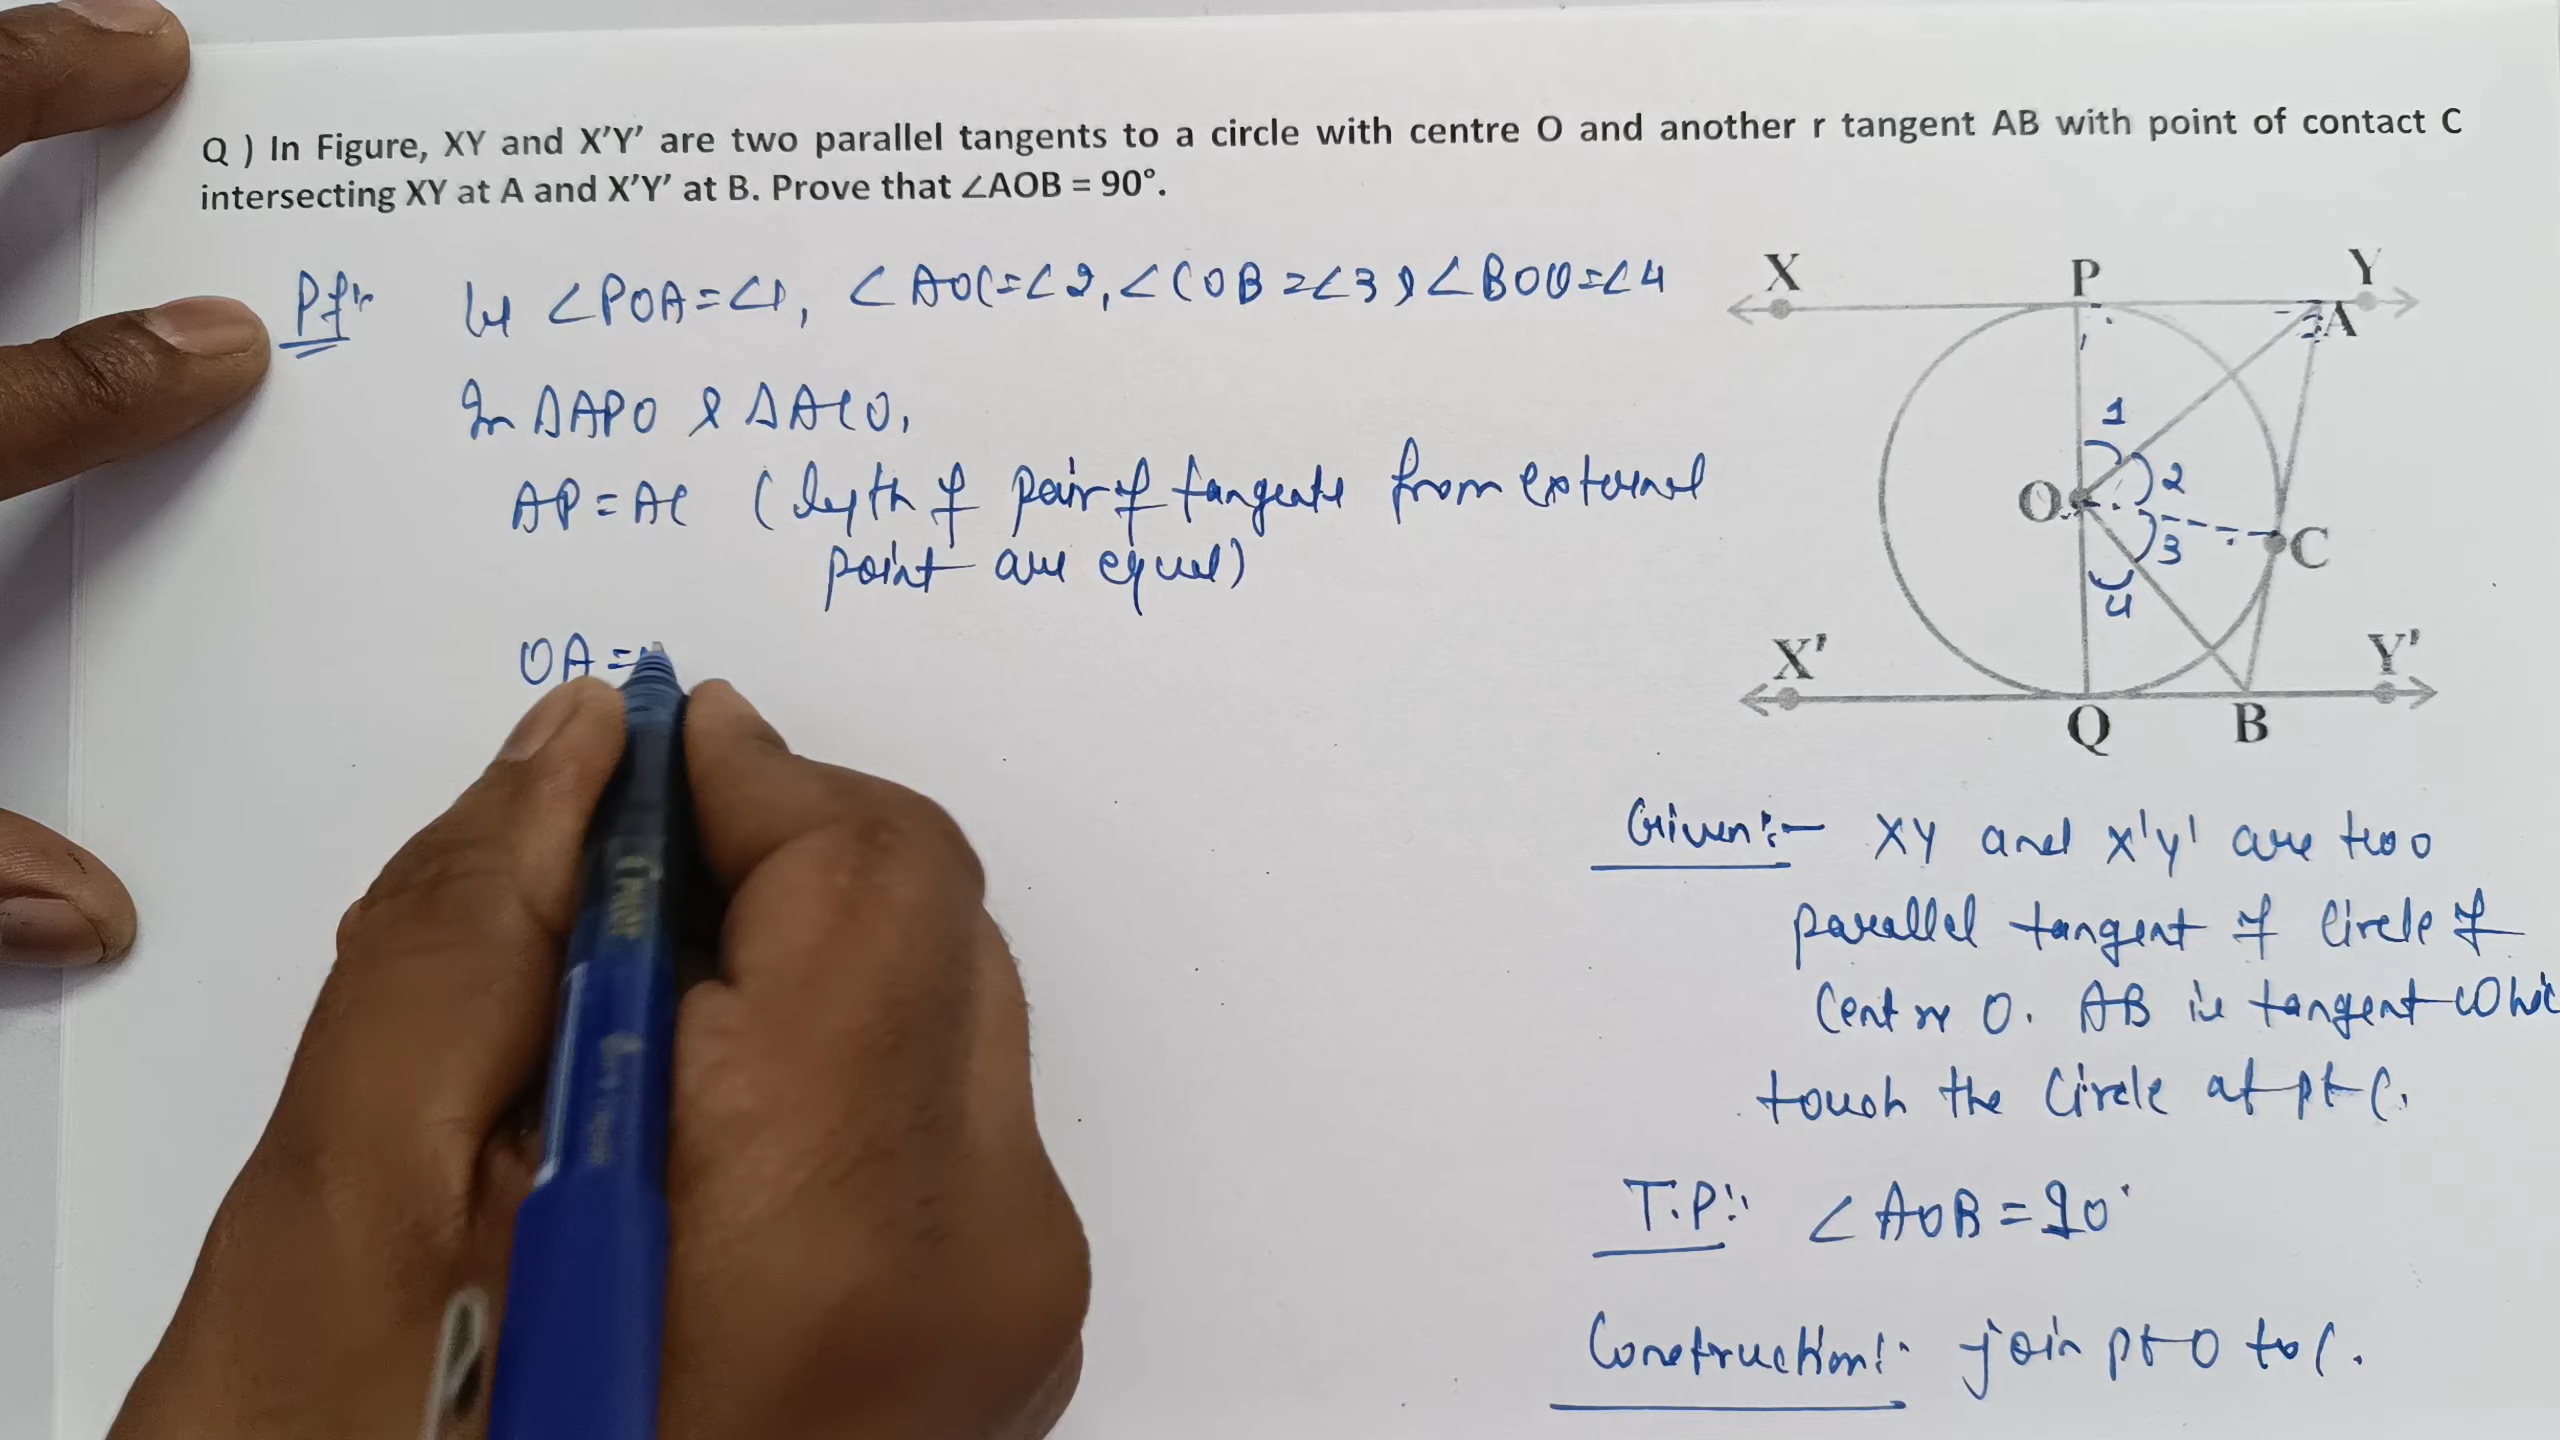 Q ) In Figure, XY and X’Y’ are two parallel tangents to a circle with centre O and another r tangent AB with point of contact C
intersecting XY at A and X’Y’ at B. Prove that ∠AOB = 90°.
Pf:- let ∠POA=∠1, ∠AOC=∠2, ∠COB=∠3 & ∠BOQ=∠4
In ΔAPO & ΔACO,
AP = AC (length of pair of tangents from external
point are equal)
OA =
X P Y
A
1
2
O
3 C
4
X' Y'
Q B
Given:- XY and X'Y' are two
parallel tangent of circle of
centre O. AB is tangent whic
touch the circle at pt C.
T.P:- ∠AOB = 90°
Construction:- join pt O to C.